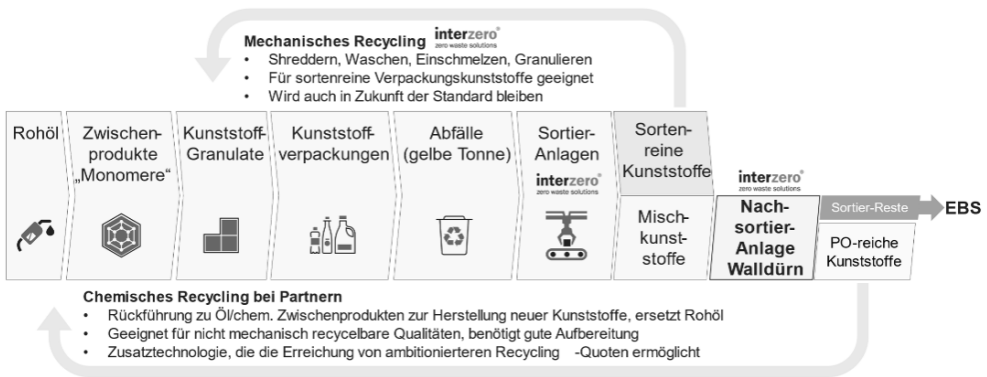 Mechanisches Recycling interzero®
zero waste solutions
• Shreddern, Waschen, Einschmelzen, Granulieren
• Für sortenreine Verpackungskunststoffe geeignet
• Wird auch in Zukunft der Standard bleiben
Rohöl
Zwischen-
produkte
„Monomere“
Kunststoff-
Granulate
Kunststoff-
verpackungen
Abfälle
(gelbe Tonne)
Sortier-
Anlagen
interzero®
zero waste solutions
Sorten-
reine
Kunststoffe
Misch-
kunst-
stoffe
interzero®
zero waste solutions
Nach-
sortier-
Anlage
Walldürn
Sortier-Reste
EBS
PO-reiche
Kunststoffe
Chemisches Recycling bei Partnern
• Rückführung zu Öl/chem. Zwischenprodukten zur Herstellung neuer Kunststoffe, ersetzt Rohöl
• Geeignet für nicht mechanisch recycelbare Qualitäten, benötigt gute Aufbereitung
• Zusatztechnologie, die die Erreichung von ambitionierteren Recycling -Quoten ermöglicht